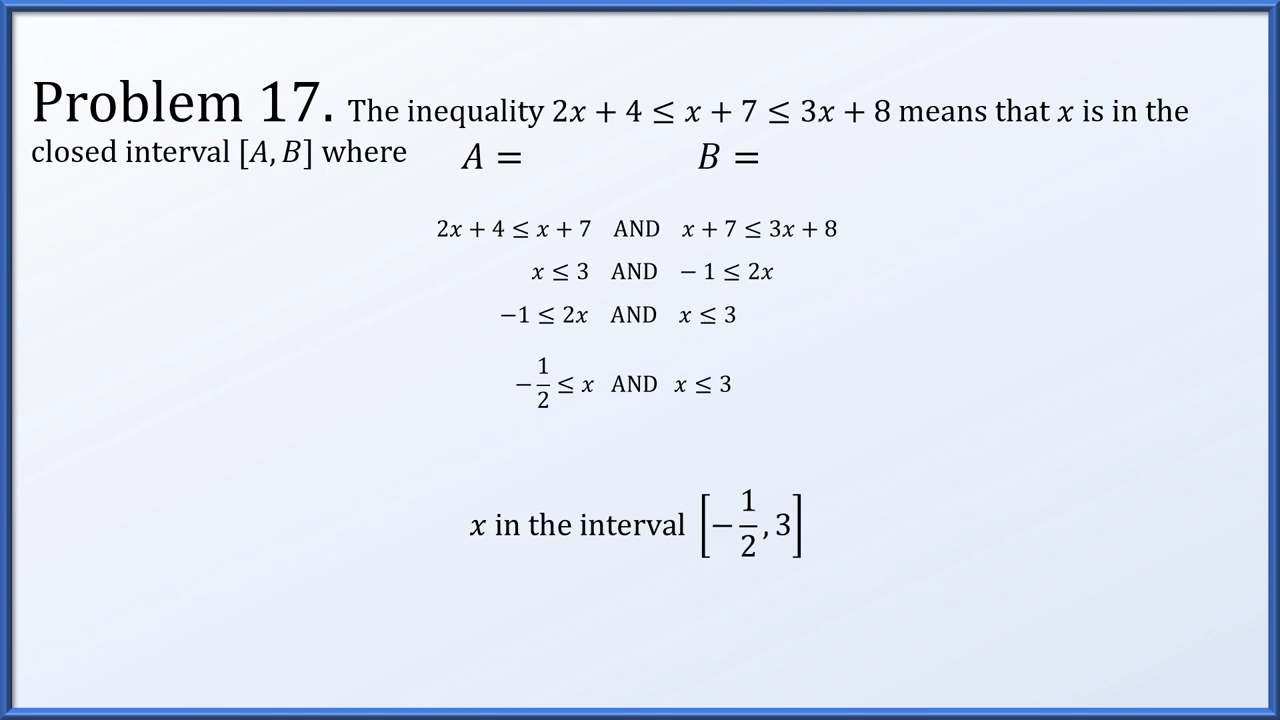 Problem 17. The inequality 2x + 4 ≤ x + 7 ≤ 3x + 8 means that x is in the
closed interval [A, B] where A = B =
2x + 4 ≤ x + 7 AND x + 7 ≤ 3x + 8
x ≤ 3 AND − 1 ≤ 2x
−1 ≤ 2x AND x ≤ 3
−1/2 ≤ x AND x ≤ 3
x in the interval [−1/2, 3]